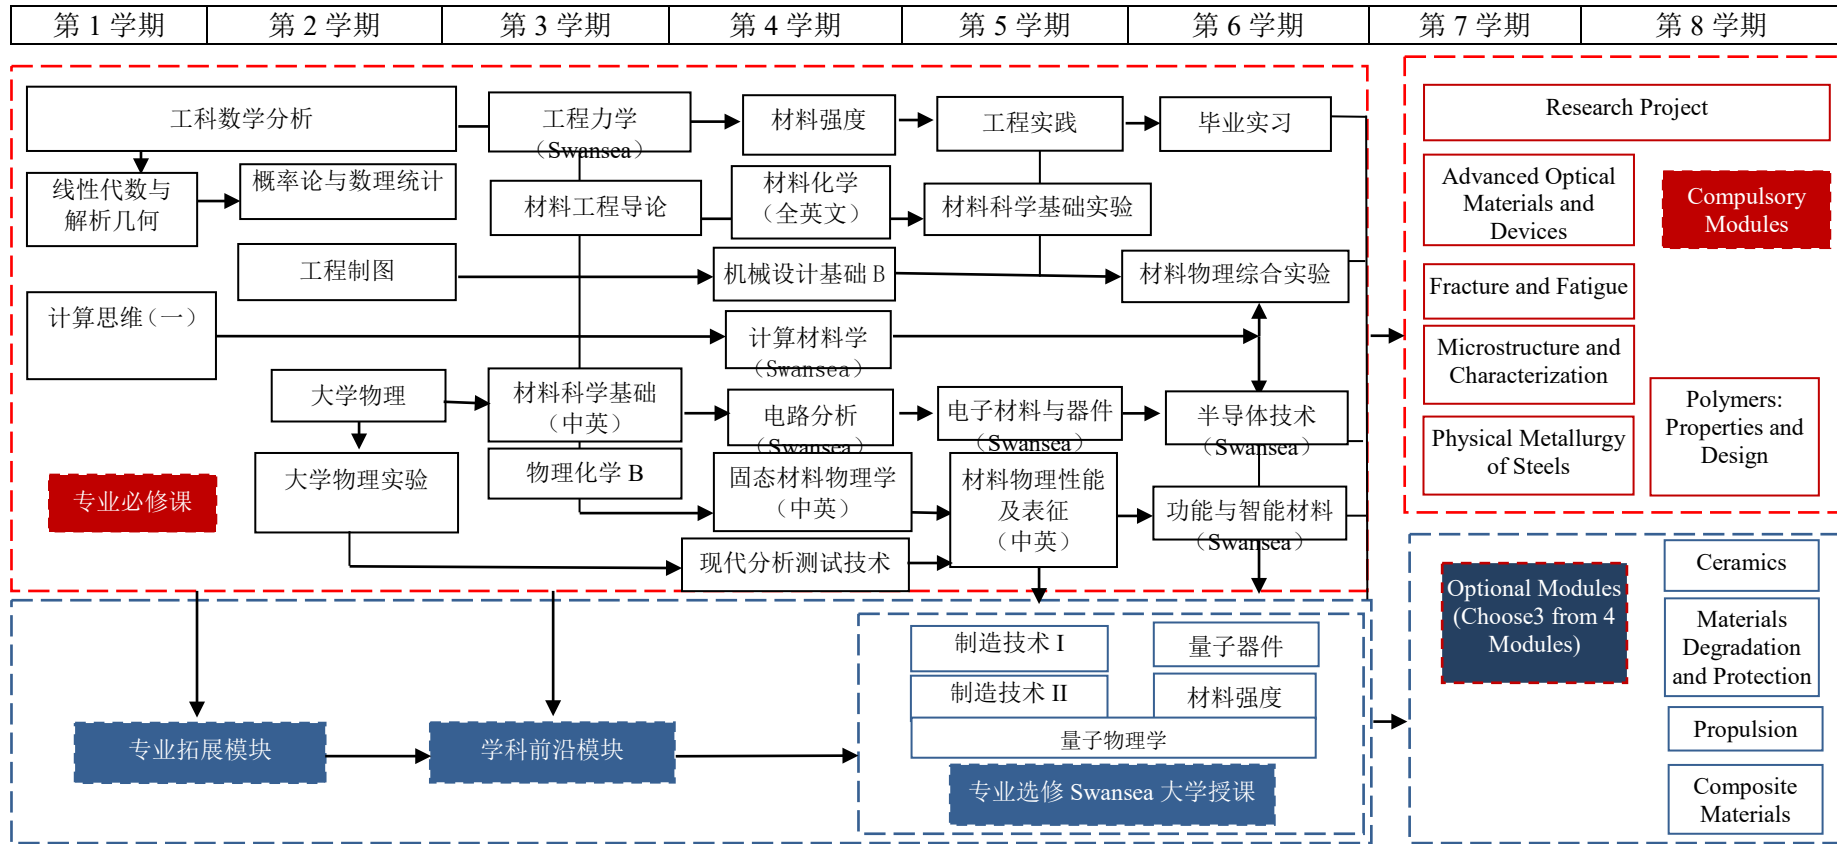 第 1 学期
第 2 学期
第 3 学期
第 4 学期
第 5 学期
第 6 学期
第 7 学期
第 8 学期
工科数学分析
工程力学
（Swansea）
材料强度
工程实践
毕业实习
线性代数与
解析几何
概率论与数理统计
材料工程导论
材料化学
（全英文）
材料科学基础实验
工程制图
机械设计基础 B
材料物理综合实验
计算思维（一）
计算材料学
（Swansea）
大学物理
材料科学基础
（中英）
电路分析
（Swansea）
电子材料与器件
（Swansea）
半导体技术
（Swansea）
大学物理实验
物理化学 B
固态材料物理学
（中英）
材料物理性能
及表征
（中英）
功能与智能材料
（Swansea）
专业必修课
现代分析测试技术
制造技术 I
量子器件
制造技术 II
材料强度
量子物理学
专业拓展模块
学科前沿模块
专业选修 Swansea 大学授课
Research Project
Advanced Optical
Materials and
Devices
Compulsory
Modules
Fracture and Fatigue
Microstructure and
Characterization
Polymers:
Properties and
Design
Physical Metallurgy
of Steels
Optional Modules
(Choose3 from 4
Modules)
Ceramics
Materials
Degradation
and Protection
Propulsion
Composite
Materials